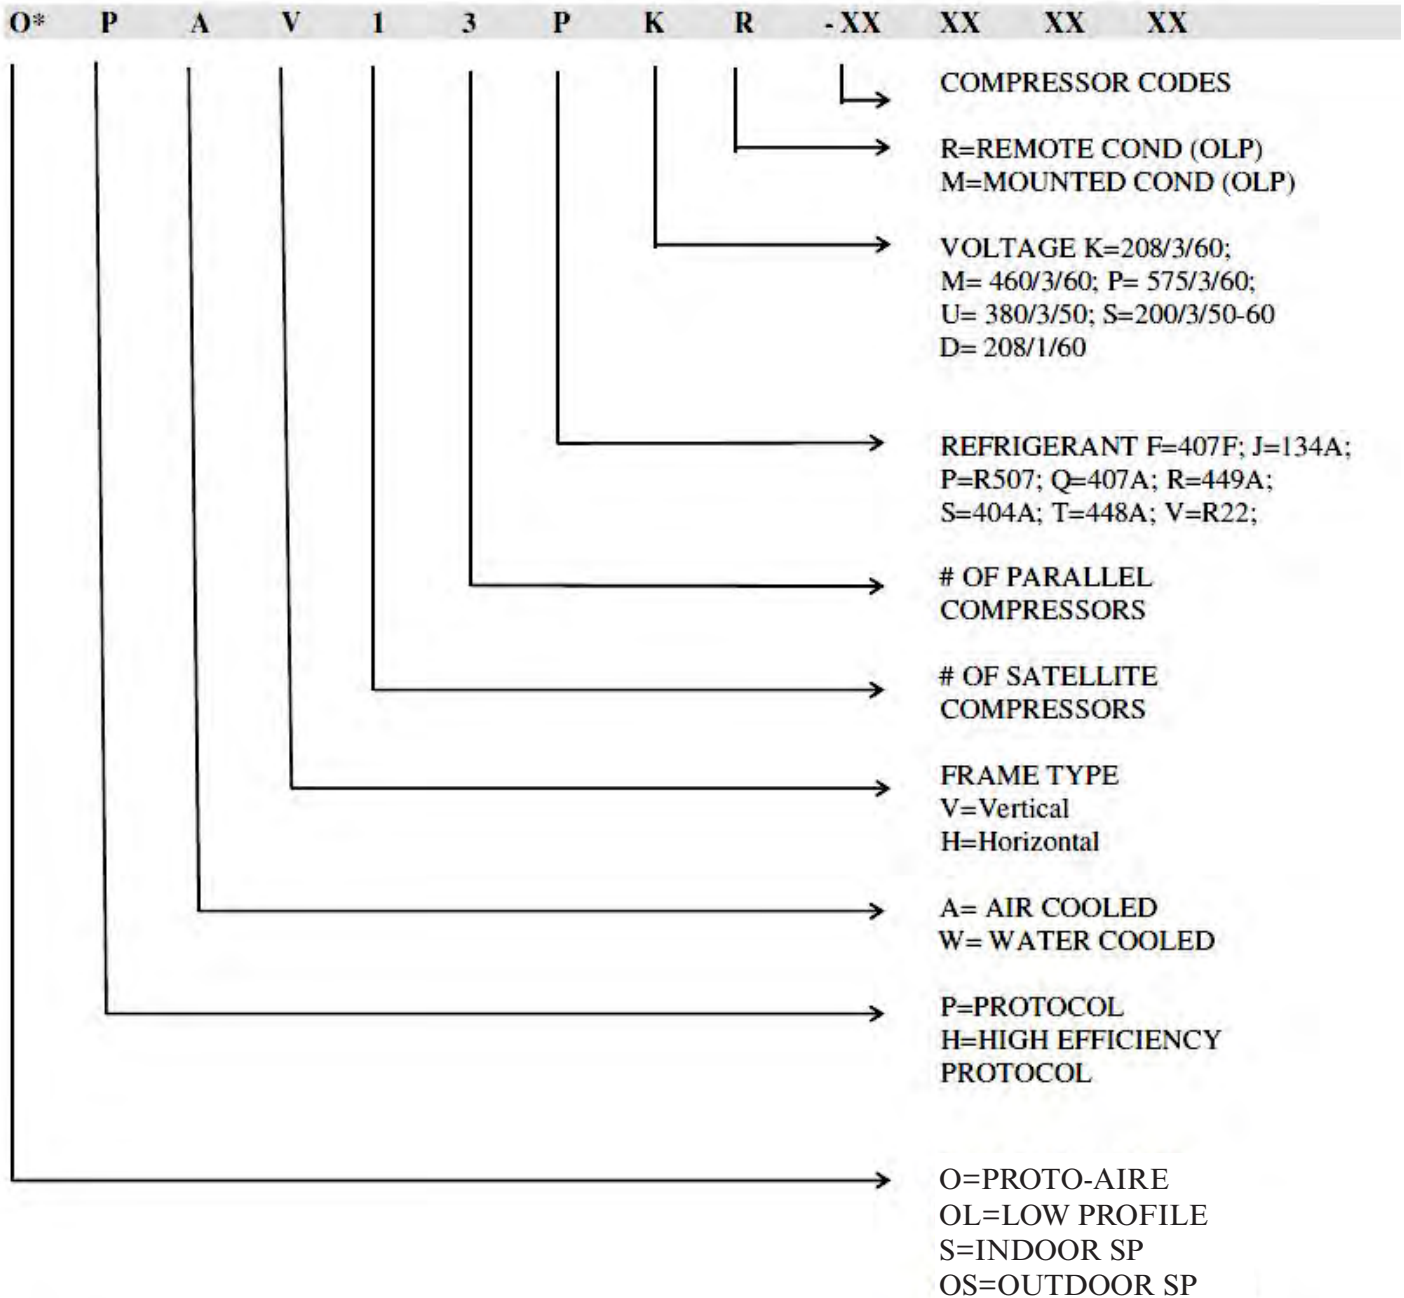 O* P A V 1 3 P K R - XX XX XX XX
COMPRESSOR CODES
R=REMOTE COND (OLP)
M=MOUNTED COND (OLP)
VOLTAGE K=208/3/60;
M= 460/3/60; P= 575/3/60;
U= 380/3/50; S=200/3/50-60
D= 208/1/60
REFRIGERANT F=407F; J=134A;
P=R507; Q=407A; R=449A;
S=404A; T=448A; V=R22;
# OF PARALLEL
COMPRESSORS
# OF SATELLITE
COMPRESSORS
FRAME TYPE
V=Vertical
H=Horizontal
A= AIR COOLED
W= WATER COOLED
P=PROTOCOL
H=HIGH EFFICIENCY
PROTOCOL
O=PROTO-AIRE
OL=LOW PROFILE
S=INDOOR SP
OS=OUTDOOR SP